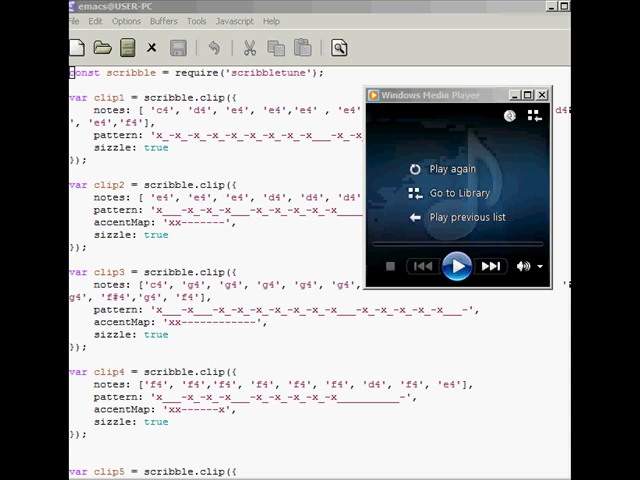 emacs@USER-PC
File Edit Options Buffers Tools Javascript Help
const scribble = require('scribbletune');
var clip1 = scribble.clip({
notes: [ 'c4', 'd4', 'e4', 'e4','e4' , 'e4'
', 'e4','f4'],
pattern: 'x_-x_-x_-x_-x_-x_-x_-x___-x_-x
sizzle: true
});
var clip2 = scribble.clip({
notes: [ 'e4', 'e4', 'e4', 'd4', 'd4', 'd4'
pattern: 'x___-x_-x_-x___-x_-x_-x_-x____
accentMap: 'xx-------',
sizzle: true
});
var clip3 = scribble.clip({
notes: ['c4', 'g4', 'g4', 'g4', 'g4', 'g4',
g4', 'f#4','g4', 'f4'],
pattern: 'x___x___-x_-x_-x_-x_-x___-x_-x_-x_-x_-x___-',
accentMap: 'xx------------',
sizzle: true
});
var clip4 = scribble.clip({
notes: ['f4', 'f4','f4', 'f4', 'f4', 'f4', 'd4', 'f4', 'e4'],
pattern: 'x___-x_-x_-x___-x_-x_-x_-x_-x__________-',
accentMap: 'xx------x',
sizzle: true
});
var clip5 = scribble.clip({
Windows Media Player
Play again
Go to Library
Play previous list